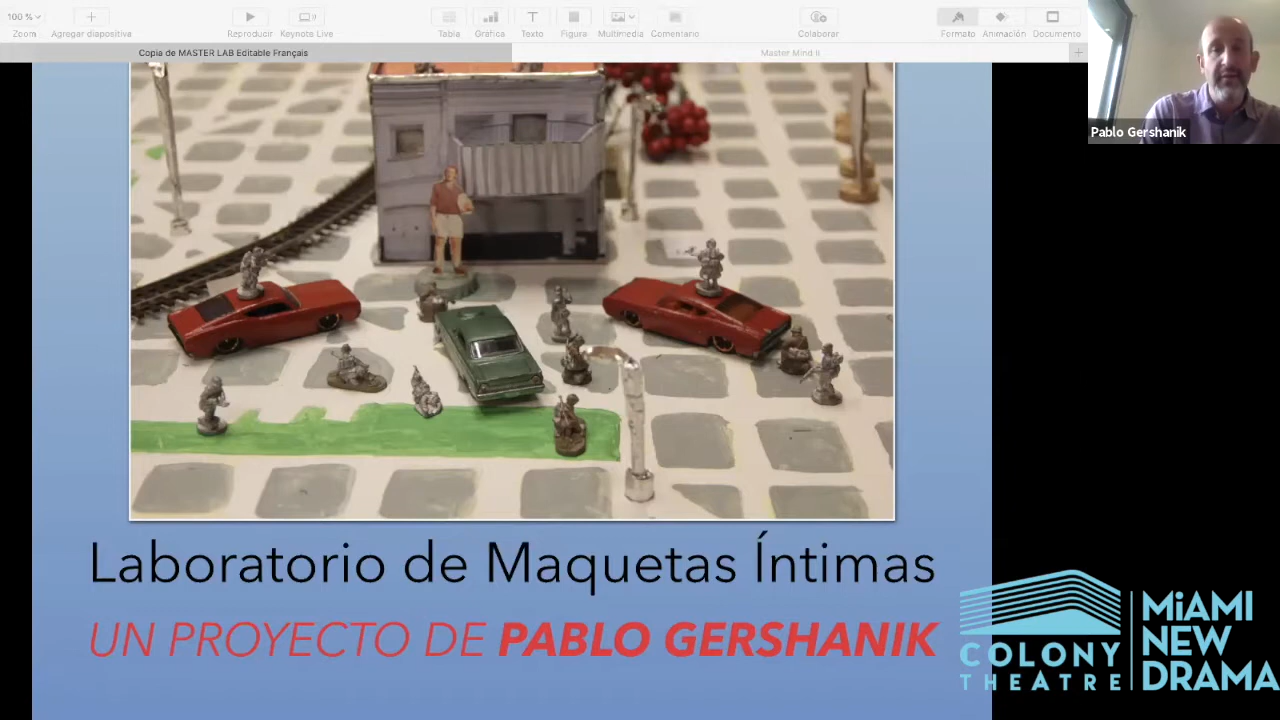 100 %
Zoom
Agregar diapositiva
Reproducir
Keynote Live
Tabla
Gráfica
Texto
Figura
Multimedia
Comentario
Colaborar
Formato
Animación
Documento
Copia de MASTER LAB Editable Français
Master Mind II
Pablo Gershanik
Laboratorio de Maquetas Íntimas
UN PROYECTO DE PABLO GERSHANIK
COLONY
THEATRE
MiAMI
NEW
DRAMA